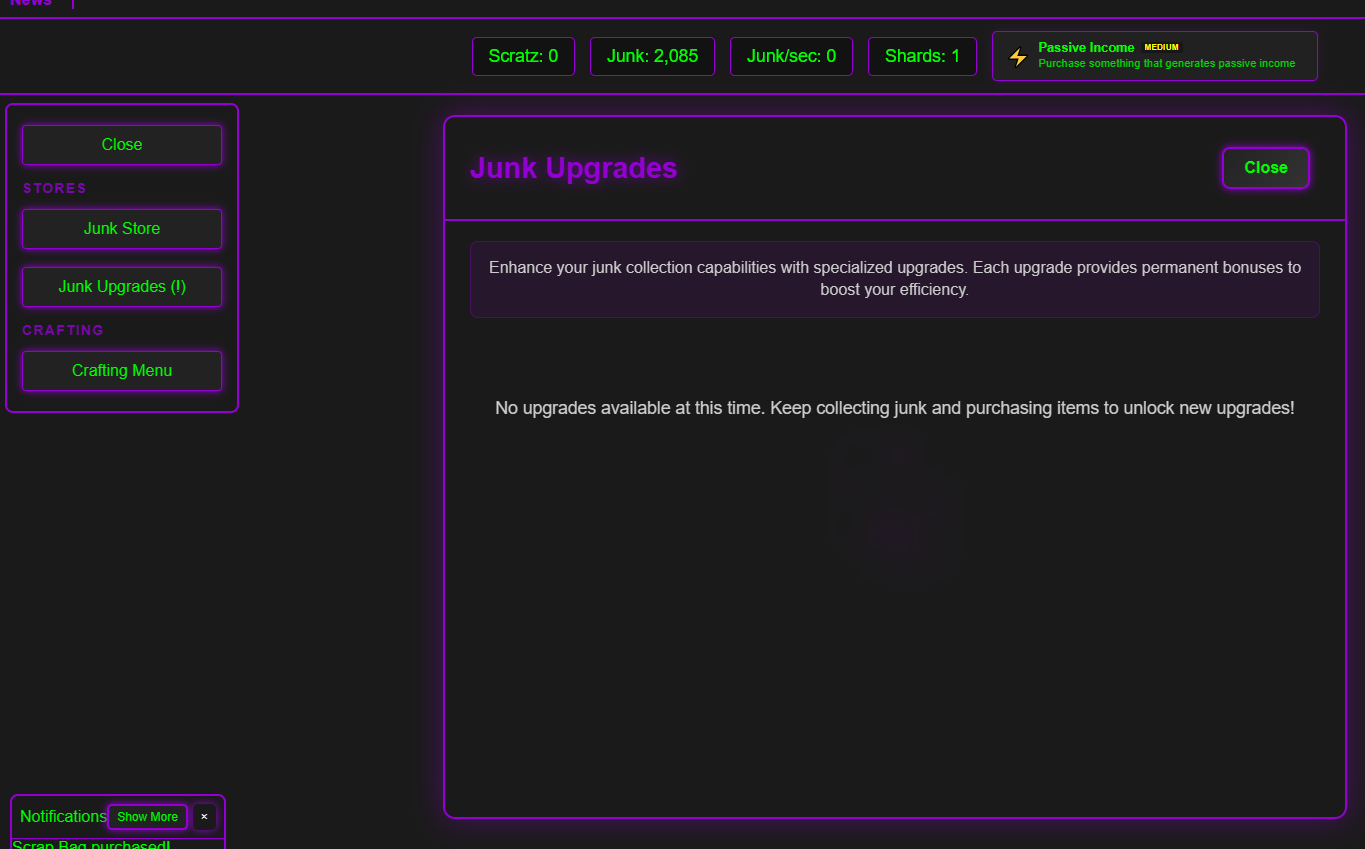 News
Scratz: 0
Junk: 2,085
Junk/sec: 0
Shards: 1
Passive Income MEDIUM
Purchase something that generates passive income
Close
STORES
Junk Store
Junk Upgrades (!)
CRAFTING
Crafting Menu
Junk Upgrades
Close
Enhance your junk collection capabilities with specialized upgrades. Each upgrade provides permanent bonuses to
boost your efficiency.
No upgrades available at this time. Keep collecting junk and purchasing items to unlock new upgrades!
Notifications
Show More
×
Scrap Bag purchased!